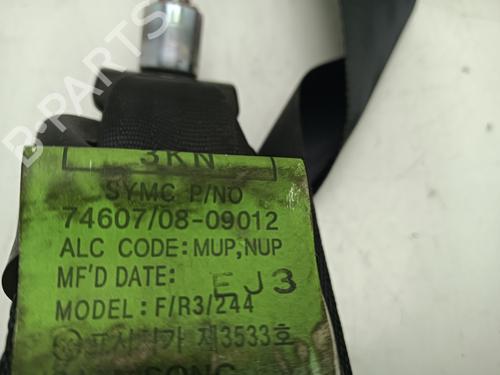 3KN
SYMC P/NO
74607/08-09012
ALC CODE: MUP,NUP
MF'D DATE: EJ3
MODEL: F/R3/244
제3533호
SONG
B-PARTS